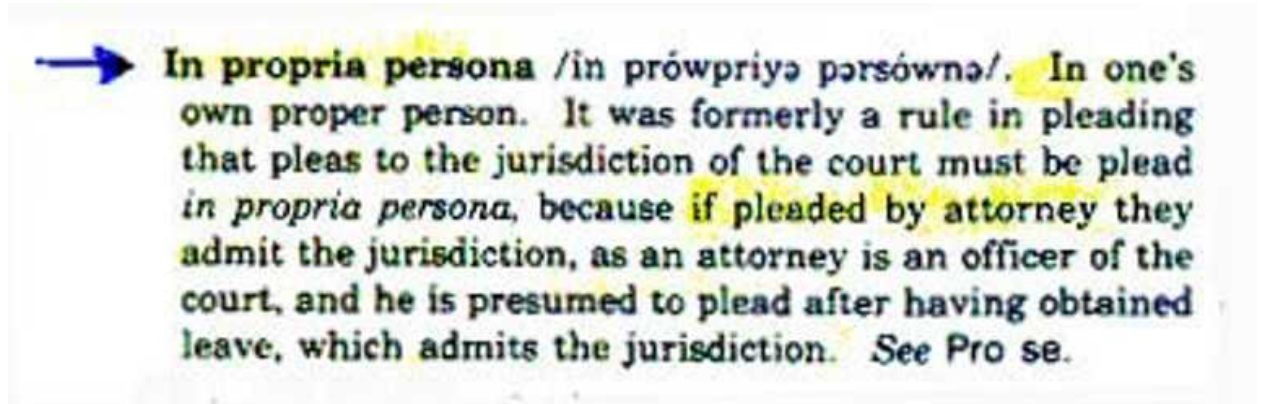 In propria persona /in prówpriyə pərsównə/. In one's
own proper person. It was formerly a rule in pleading
that pleas to the jurisdiction of the court must be plead
in propria persona, because if pleaded by attorney they
admit the jurisdiction, as an attorney is an officer of the
court, and he is presumed to plead after having obtained
leave, which admits the jurisdiction. See Pro se.